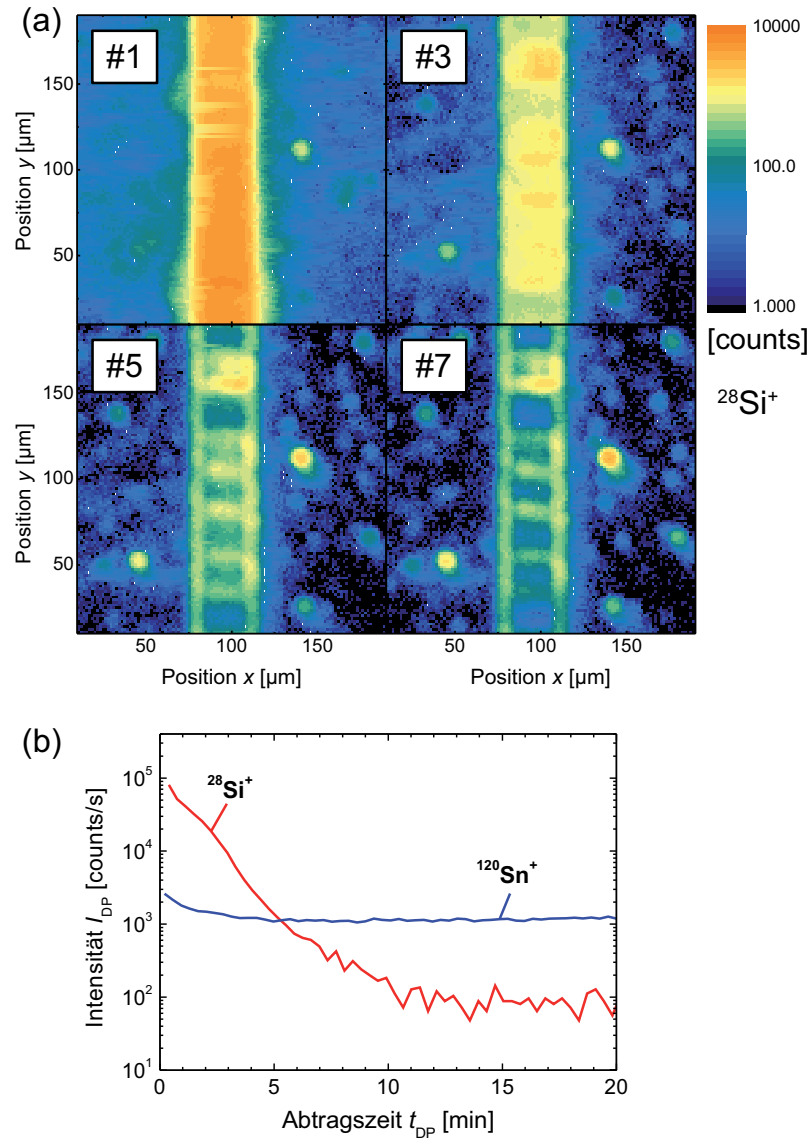 (a)
#1
#3
10000
100.0
1.000
[counts]
²⁸Si⁺
Position y [µm]
150
100
50
#5
#7
Position y [µm]
150
100
50
50
100
150
50
100
150
Position x [µm]
Position x [µm]
(b)
Intensität I_DP [counts/s]
10⁵
10⁴
10³
10²
10¹
²⁸Si⁺
¹²⁰Sn⁺
0
5
10
15
20
Abtragszeit t_DP [min]